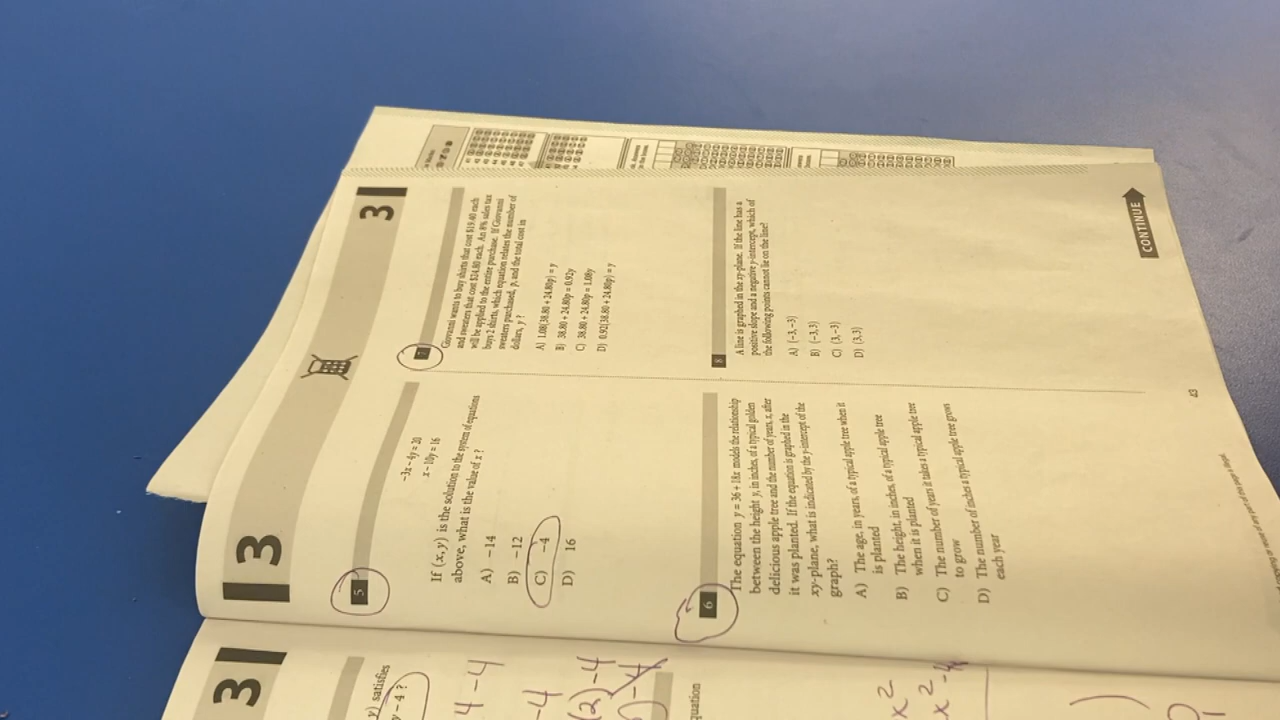 3
5
-3x - 4y = 20
x - 10y = 16
If (x, y) is the solution to the system of equations
above, what is the value of x ?
A) -14
B) -12
C) -4
D) 16
6
The equation y = 36 + 18x models the relationship
between the height y, in inches, of a typical golden
delicious apple tree and the number of years, x, after
it was planted. If the equation is graphed in the
xy-plane, what is indicated by the y-intercept of the
graph?
A) The age, in years, of a typical apple tree when it
is planted
B) The height, in inches, of a typical apple tree
when it is planted
C) The number of years it takes a typical apple tree
to grow
D) The number of inches a typical apple tree grows
each year
3
7
Giovanni wants to buy shirts that cost $19.40 each
and sweaters that cost $24.80 each. An 8% sales tax
will be applied to the entire purchase. If Giovanni
buys 2 shirts, which equation relates the number of
sweaters purchased, p, and the total cost in
dollars, y ?
A) 1.08(38.80 + 24.80p) = y
B) 38.80 + 24.80p = 0.92y
C) 38.80 + 24.80p = 1.08y
D) 0.92(38.80 + 24.80p) = y
8
A line is graphed in the xy-plane. If the line has a
positive slope and a negative y-intercept, which of
the following points cannot lie on the line?
A) (-3, -3)
B) (-3, 3)
C) (3, -3)
D) (3, 3)
43
CONTINUE
3
y) satisfies
y - 4 ?
4 - 4
- 4
(2) - 4
quation
x²
x² - 4